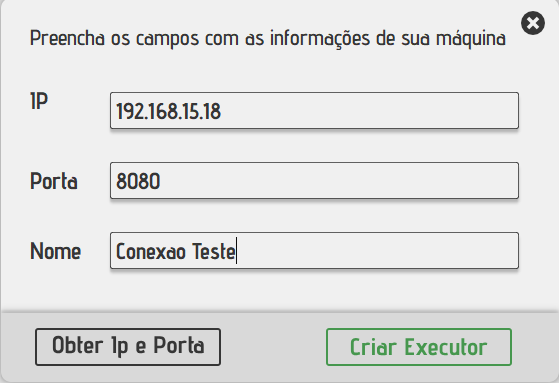 Preencha os campos com as informações de sua máquina
IP 192.168.15.18
Porta 8080
Nome Conexao Teste
Obter Ip e Porta Criar Executor